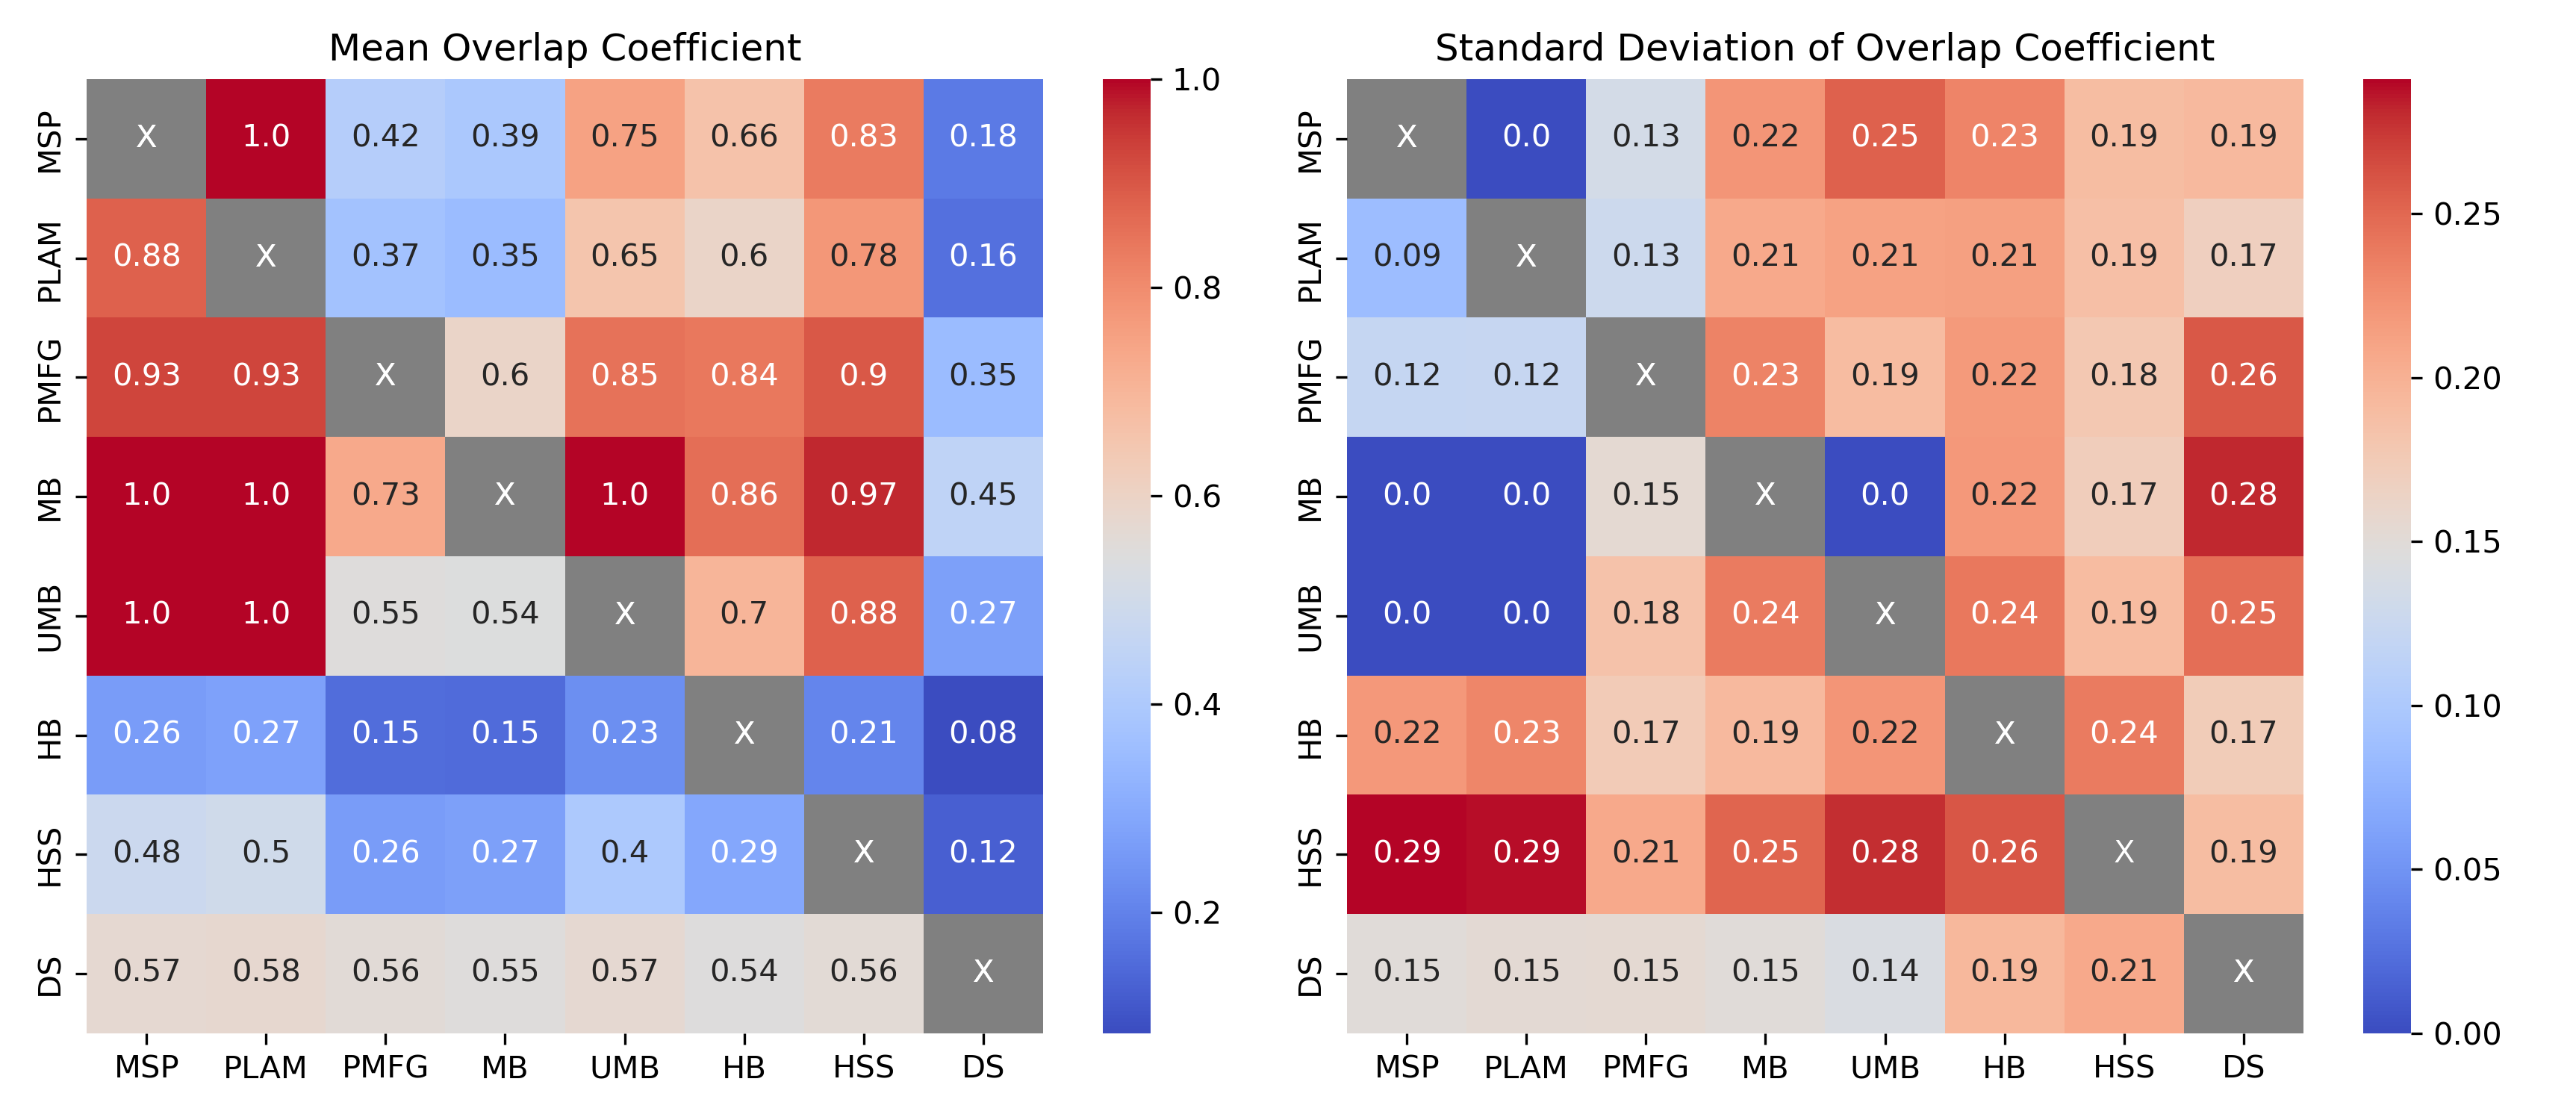 Mean Overlap Coefficient
MSP X 1.0 0.42 0.39 0.75 0.66 0.83 0.18
PLAM 0.88 X 0.37 0.35 0.65 0.6 0.78 0.16
PMFG 0.93 0.93 X 0.6 0.85 0.84 0.9 0.35
MB 1.0 1.0 0.73 X 1.0 0.86 0.97 0.45
UMB 1.0 1.0 0.55 0.54 X 0.7 0.88 0.27
HB 0.26 0.27 0.15 0.15 0.23 X 0.21 0.08
HSS 0.48 0.5 0.26 0.27 0.4 0.29 X 0.12
DS 0.57 0.58 0.56 0.55 0.57 0.54 0.56 X
MSP PLAM PMFG MB UMB HB HSS DS
1.0
0.8
0.6
0.4
0.2
Standard Deviation of Overlap Coefficient
MSP X 0.0 0.13 0.22 0.25 0.23 0.19 0.19
PLAM 0.09 X 0.13 0.21 0.21 0.21 0.19 0.17
PMFG 0.12 0.12 X 0.23 0.19 0.22 0.18 0.26
MB 0.0 0.0 0.15 X 0.0 0.22 0.17 0.28
UMB 0.0 0.0 0.18 0.24 X 0.24 0.19 0.25
HB 0.22 0.23 0.17 0.19 0.22 X 0.24 0.17
HSS 0.29 0.29 0.21 0.25 0.28 0.26 X 0.19
DS 0.15 0.15 0.15 0.15 0.14 0.19 0.21 X
MSP PLAM PMFG MB UMB HB HSS DS
0.25
0.20
0.15
0.10
0.05
0.00